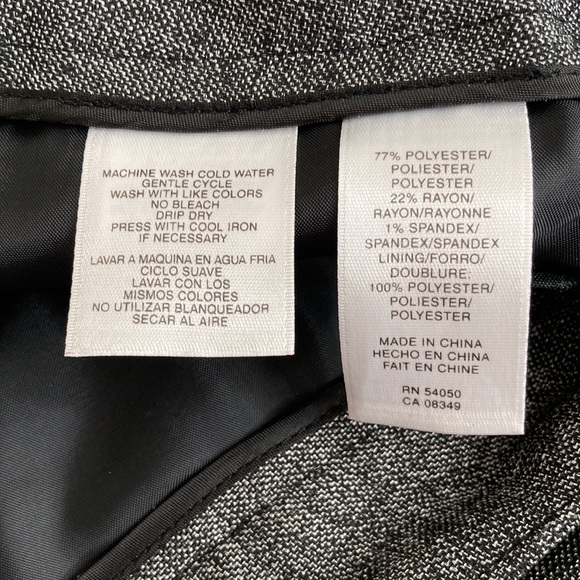 MACHINE WASH COLD WATER
GENTLE CYCLE
WASH WITH LIKE COLORS
NO BLEACH
DRIP DRY
PRESS WITH COOL IRON
IF NECESSARY
LAVAR A MAQUINA EN AGUA FRIA
CICLO SUAVE
LAVAR CON LOS
MISMOS COLORES
NO UTILIZAR BLANQUEADOR
SECAR AL AIRE
77% POLYESTER/
POLIESTER/
POLYESTER
22% RAYON/
RAYON/RAYONNE
1% SPANDEX/
SPANDEX/SPANDEX
LINING/FORRO/
DOUBLURE:
100% POLYESTER/
POLIESTER/
POLYESTER
MADE IN CHINA
HECHO EN CHINA
FAIT EN CHINE
RN 54050
CA 08349